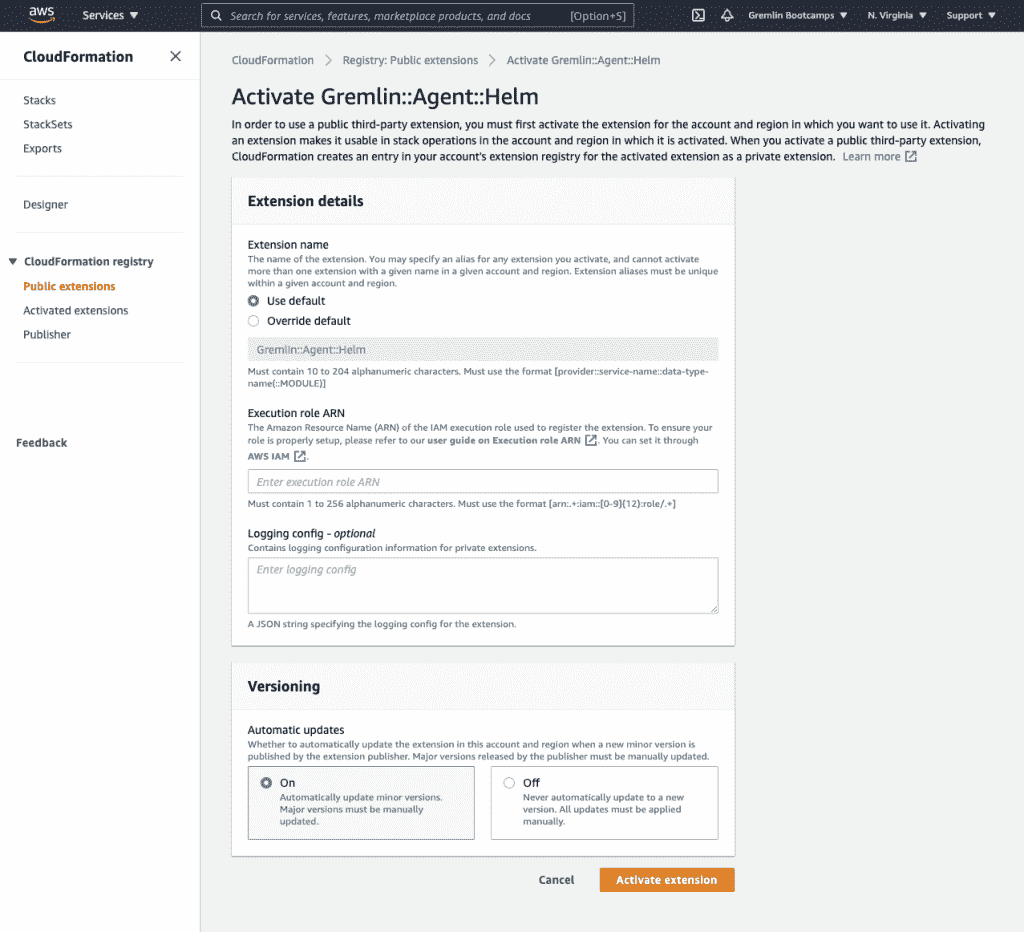 aws
Services ▼
Search for services, features, marketplace products, and docs [Option+S]
Gremlin Bootcamps ▼
N. Virginia ▼
Support ▼
CloudFormation
Stacks
StackSets
Exports
Designer
▼ CloudFormation registry
Public extensions
Activated extensions
Publisher
Feedback
CloudFormation > Registry: Public extensions > Activate Gremlin::Agent::Helm
Activate Gremlin::Agent::Helm
In order to use a public third-party extension, you must first activate the extension for the account and region in which you want to use it. Activating
an extension makes it usable in stack operations in the account and region in which it is activated. When you activate a public third-party extension,
CloudFormation creates an entry in your account's extension registry for the activated extension as a private extension. Learn more
Extension details
Extension name
The name of the extension. You may specify an alias for any extension you activate, and cannot activate
more than one extension with a given name in a given account and region. Extension aliases must be unique
within a given account and region.
Use default
Override default
Gremlin::Agent::Helm
Must contain 10 to 204 alphanumeric characters. Must use the format [provider::service-name::data-type-
name(::MODULE)]
Execution role ARN
The Amazon Resource Name (ARN) of the IAM execution role used to register the extension. To ensure your
role is properly setup, please refer to our user guide on Execution role ARN . You can set it through
AWS IAM .
Enter execution role ARN
Must contain 1 to 256 alphanumeric characters. Must use the format [arn:.+:iam::[0-9]{12}:role/.+]
Logging config - optional
Contains logging configuration information for private extensions.
Enter logging config
A JSON string specifying the logging config for the extension.
Versioning
Automatic updates
Whether to automatically update the extension in this account and region when a new minor version is
published by the extension publisher. Major versions released by the publisher must be manually updated.
On
Automatically update minor versions.
Major versions must be manually
updated.
Off
Never automatically update to a new
version. All updates must be applied
manually.
Cancel
Activate extension